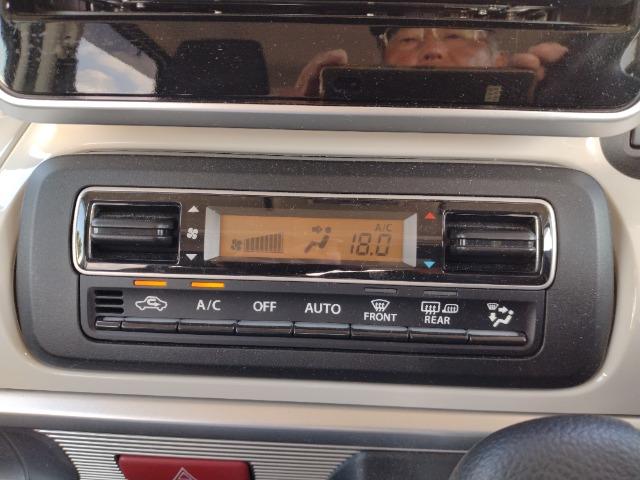 A/C
18.0
A/C OFF AUTO FRONT REAR